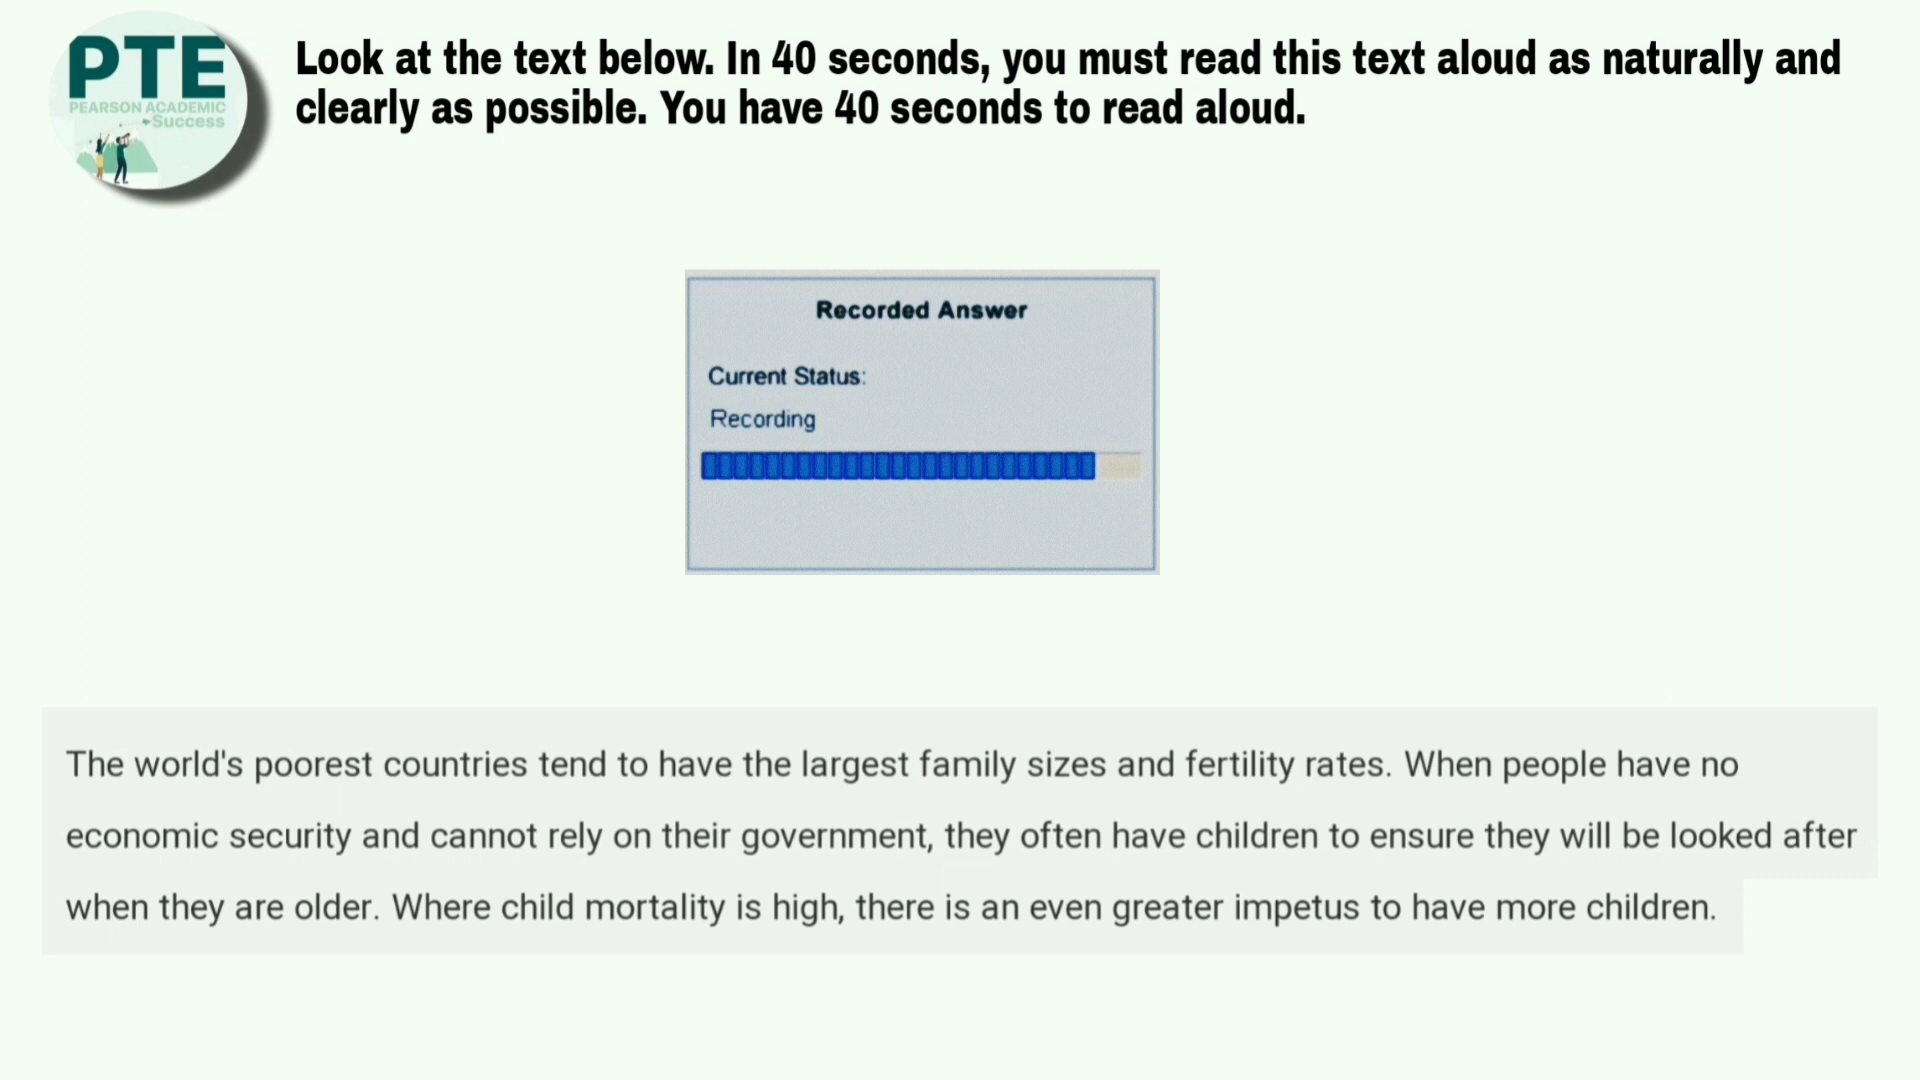 PTE
PEARSON ACADEMIC
Success
Look at the text below. In 40 seconds, you must read this text aloud as naturally and
clearly as possible. You have 40 seconds to read aloud.
Recorded Answer
Current Status:
Recording
The world's poorest countries tend to have the largest family sizes and fertility rates. When people have no
economic security and cannot rely on their government, they often have children to ensure they will be looked after
when they are older. Where child mortality is high, there is an even greater impetus to have more children.